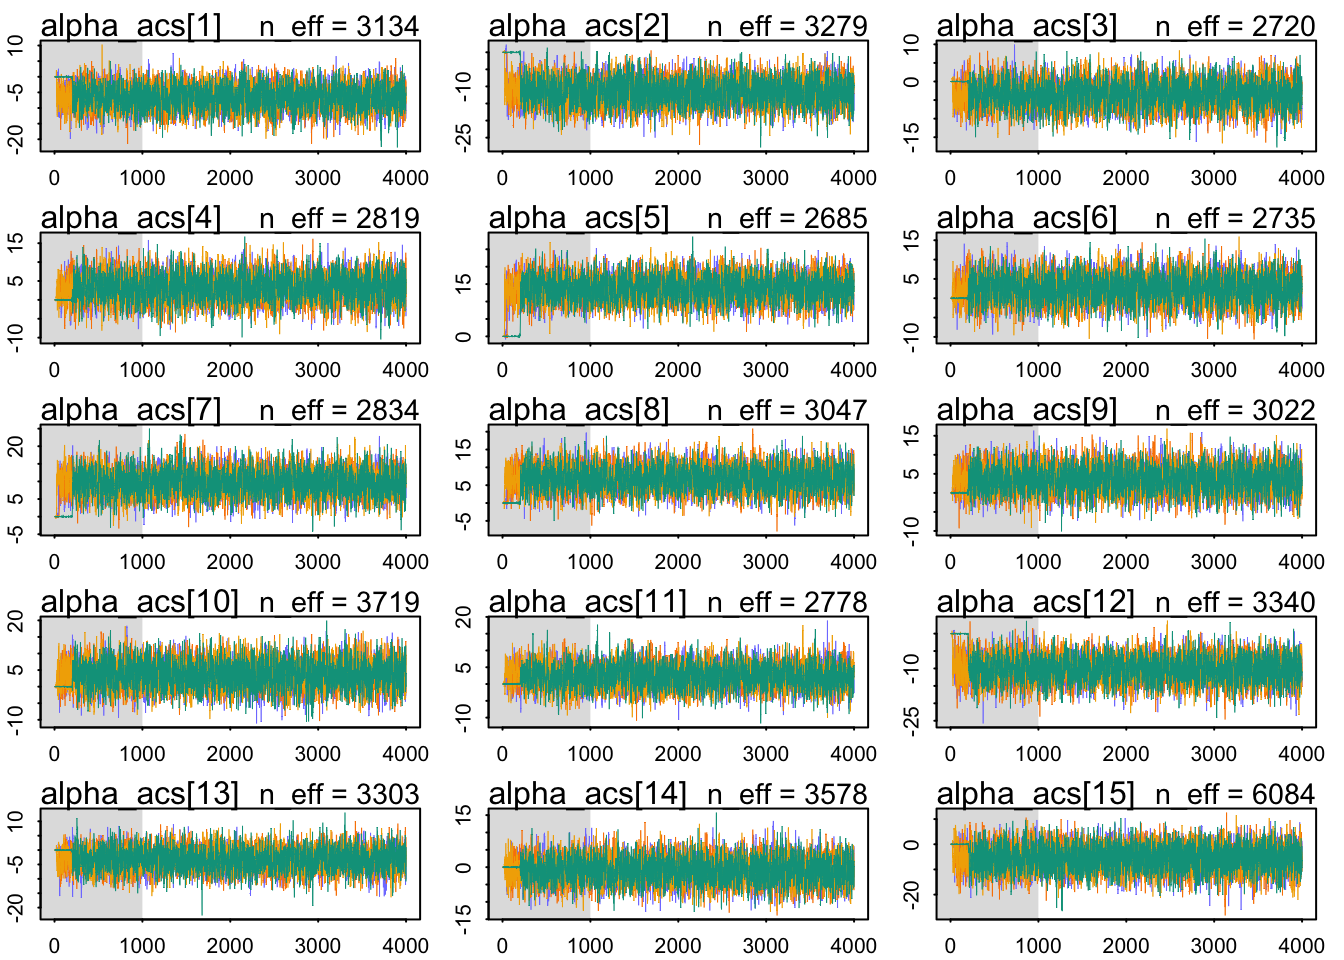 alpha_acs[1] n_eff = 3134 alpha_acs[2] n_eff = 3279 alpha_acs[3] n_eff = 2720
10 -5 -20
-10 -25
10 0 -15
0 1000 2000 3000 4000 0 1000 2000 3000 4000 0 1000 2000 3000 4000
alpha_acs[4] n_eff = 2819 alpha_acs[5] n_eff = 2685 alpha_acs[6] n_eff = 2735
15 5 -10
15 0
15 5 -10
0 1000 2000 3000 4000 0 1000 2000 3000 4000 0 1000 2000 3000 4000
alpha_acs[7] n_eff = 2834 alpha_acs[8] n_eff = 3047 alpha_acs[9] n_eff = 3022
20 5 -5
15 5 -5
15 5 -10
0 1000 2000 3000 4000 0 1000 2000 3000 4000 0 1000 2000 3000 4000
alpha_acs[10] n_eff = 3719 alpha_acs[11] n_eff = 2778 alpha_acs[12] n_eff = 3340
20 5 -10
20 5 -10
-10 -25
0 1000 2000 3000 4000 0 1000 2000 3000 4000 0 1000 2000 3000 4000
alpha_acs[13] n_eff = 3303 alpha_acs[14] n_eff = 3578 alpha_acs[15] n_eff = 6084
10 -5 -20
15 0 -15
0 -20
0 1000 2000 3000 4000 0 1000 2000 3000 4000 0 1000 2000 3000 4000